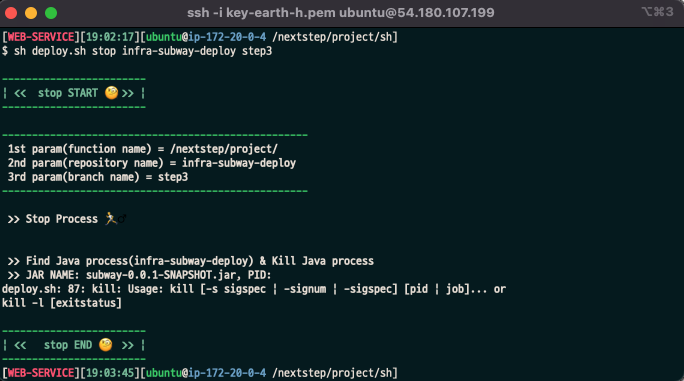 ssh -i key-earth-h.pem ubuntu@54.180.107.199
⌥⌘3
[WEB-SERVICE][19:02:17][ubuntu@ip-172-20-0-4 /nextstep/project/sh]
$ sh deploy.sh stop infra-subway-deploy step3
------------------------
¦ <<  stop START 🧐 >> ¦
------------------------
---------------------------------------------------
1st param(function name) = /nextstep/project/
2nd param(repository name) = infra-subway-deploy
3rd param(branch name) = step3
---------------------------------------------------
>> Stop Process 🏃♂
>> Find Java process(infra-subway-deploy) & Kill Java process
>> JAR NAME: subway-0.0.1-SNAPSHOT.jar, PID:
deploy.sh: 87: kill: Usage: kill [-s sigspec ¦ -signum ¦ -sigspec] [pid ¦ job]... or
kill -l [exitstatus]
------------------------
¦ <<   stop END 🧐 >> ¦
------------------------
[WEB-SERVICE][19:03:45][ubuntu@ip-172-20-0-4 /nextstep/project/sh]